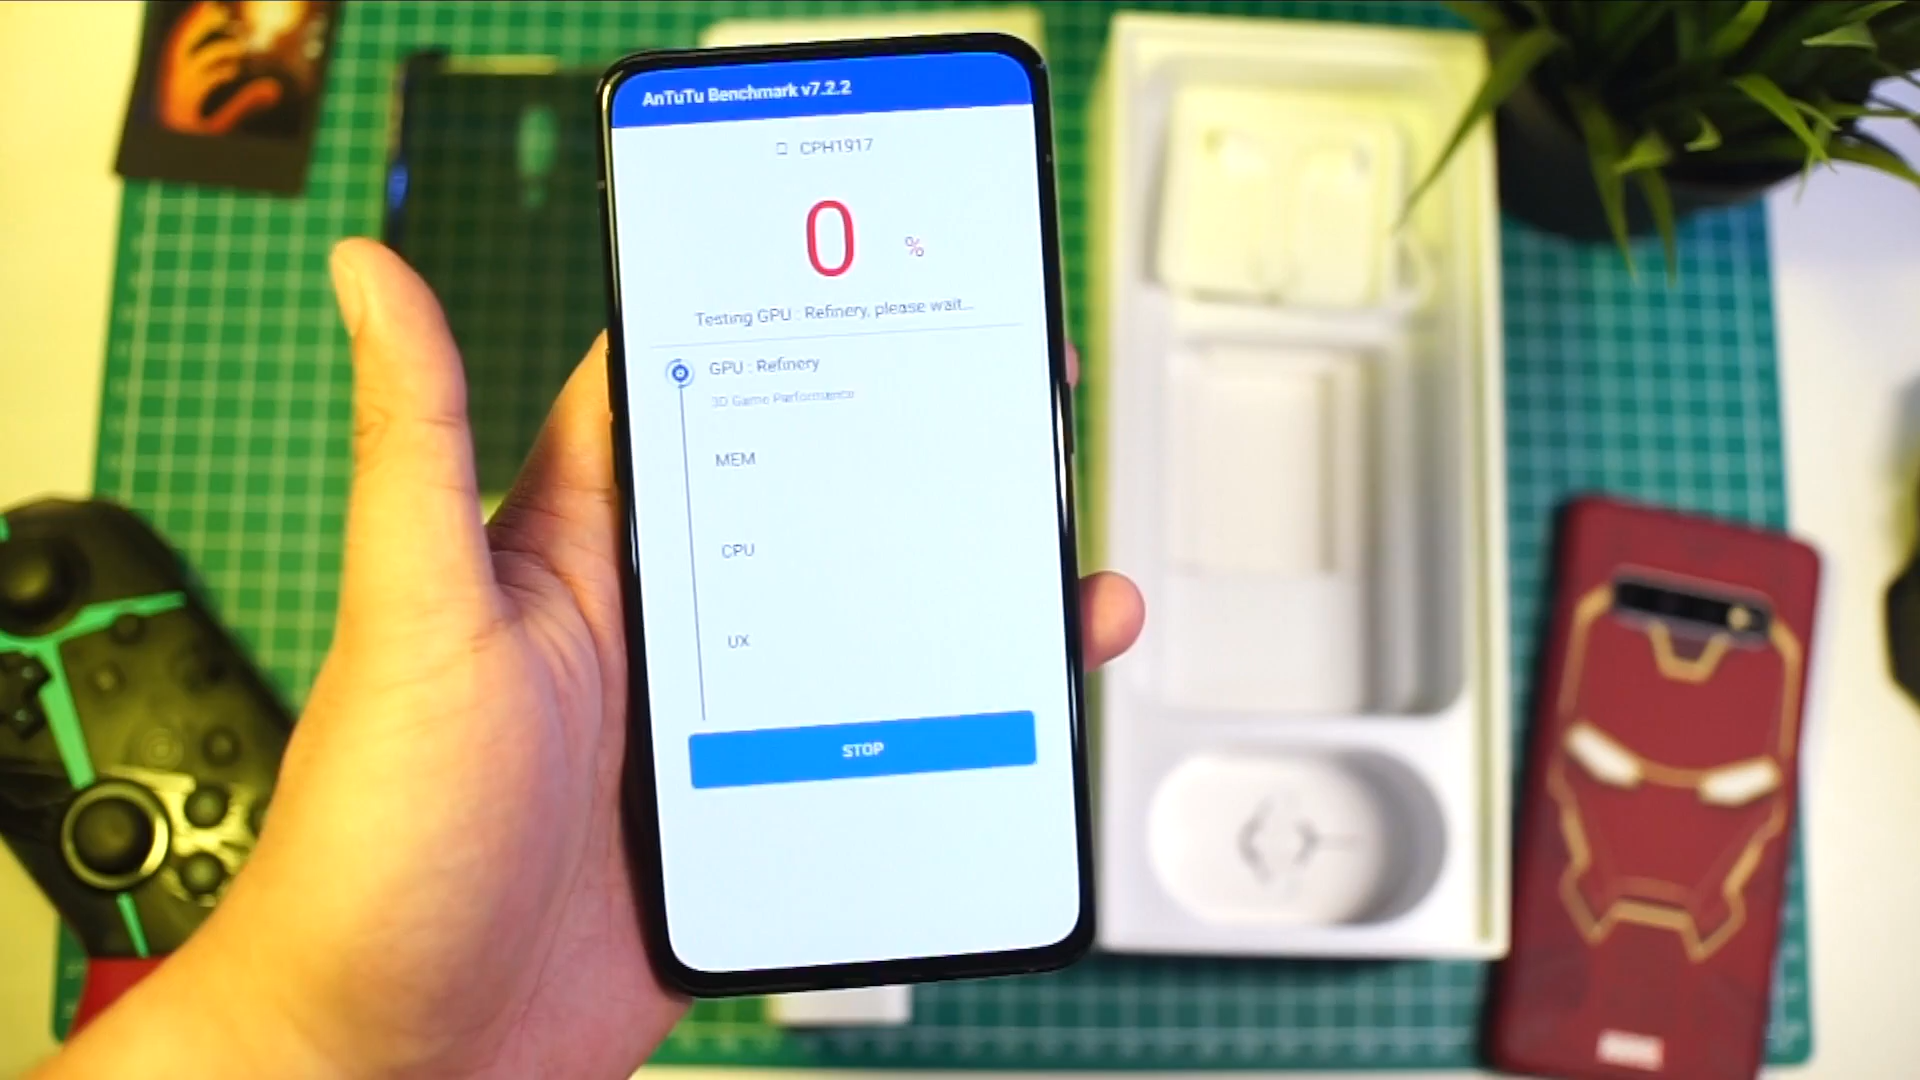 AnTuTu Benchmark v7.2.2
CPH1917
0 %
Testing GPU : Refinery, please wait...
GPU : Refinery
3D Game Performance
MEM
CPU
UX
STOP